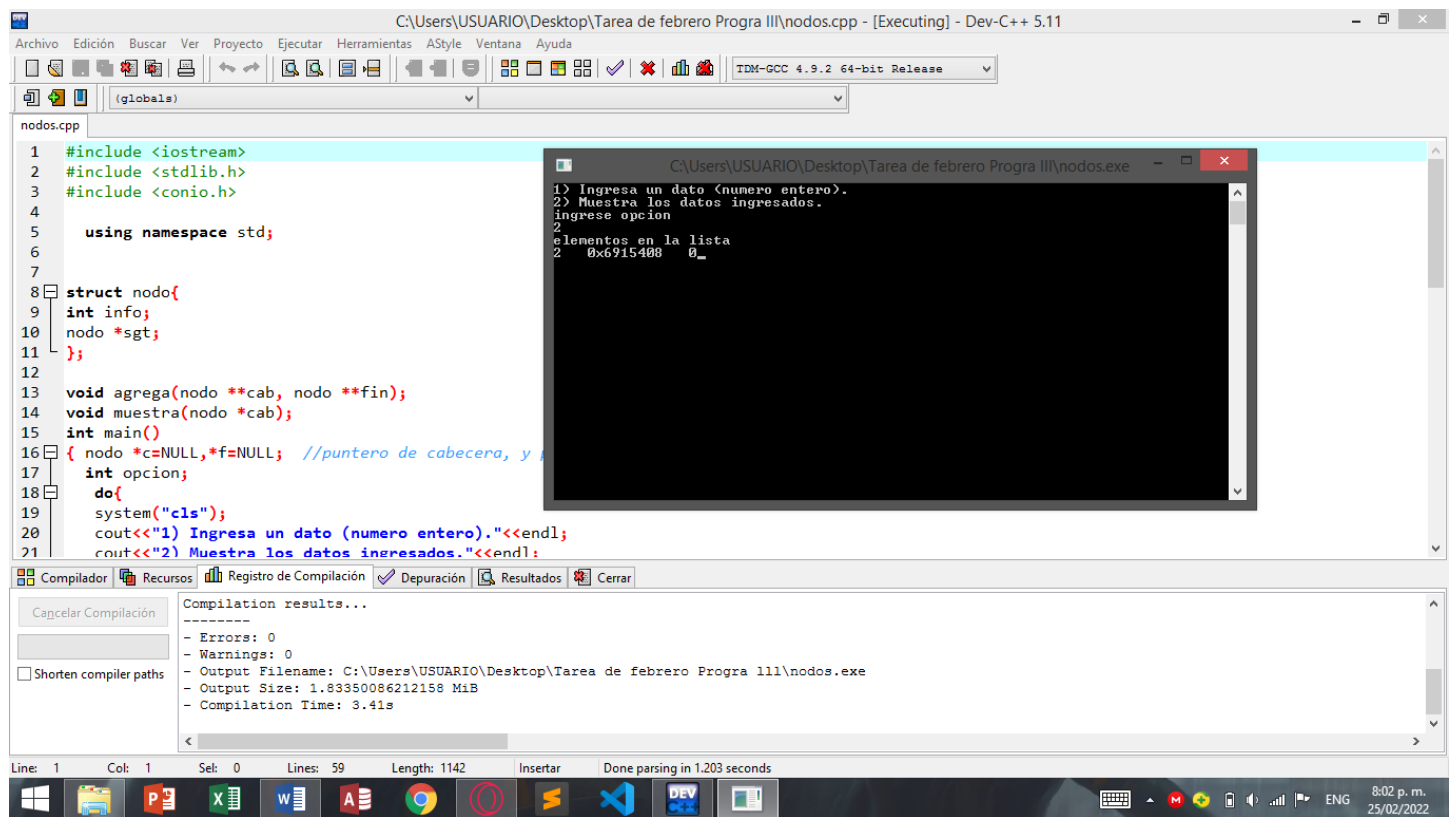 C:\Users\USUARIO\Desktop\Tarea de febrero Progra III\nodos.cpp - [Executing] - Dev-C++ 5.11
Archivo Edición Buscar Ver Proyecto Ejecutar Herramientas AStyle Ventana Ayuda
TDM-GCC 4.9.2 64-bit Release
(globals)
nodos.cpp
1 #include <iostream>
2 #include <stdlib.h>
3 #include <conio.h>
4
5 using namespace std;
6
7
8 struct nodo{
9 int info;
10 nodo *sgt;
11 };
12
13 void agrega(nodo **cab, nodo **fin);
14 void muestra(nodo *cab);
15 int main()
16 { nodo *c=NULL,*f=NULL; //puntero de cabecera, y
17 int opcion;
18 do{
19 system("cls");
20 cout<<"1) Ingresa un dato (numero entero)."<<endl;
21 cout<<"2) Muestra los datos ingresados."<<endl;
C:\Users\USUARIO\Desktop\Tarea de febrero Progra III\nodos.exe
1) Ingresa un dato (numero entero).
2) Muestra los datos ingresados.
ingrese opcion
2
elementos en la lista
2 0x6915408 0_
Compilador Recursos Registro de Compilación Depuración Resultados Cerrar
Cancelar Compilación
Shorten compiler paths
Compilation results...
--------
- Errors: 0
- Warnings: 0
- Output Filename: C:\Users\USUARIO\Desktop\Tarea de febrero Progra lll\nodos.exe
- Output Size: 1.83350086212158 MiB
- Compilation Time: 3.41s
Line: 1 Col: 1 Sel: 0 Lines: 59 Length: 1142 Insertar Done parsing in 1.203 seconds
DEV
ENG
8:02 p. m.
25/02/2022